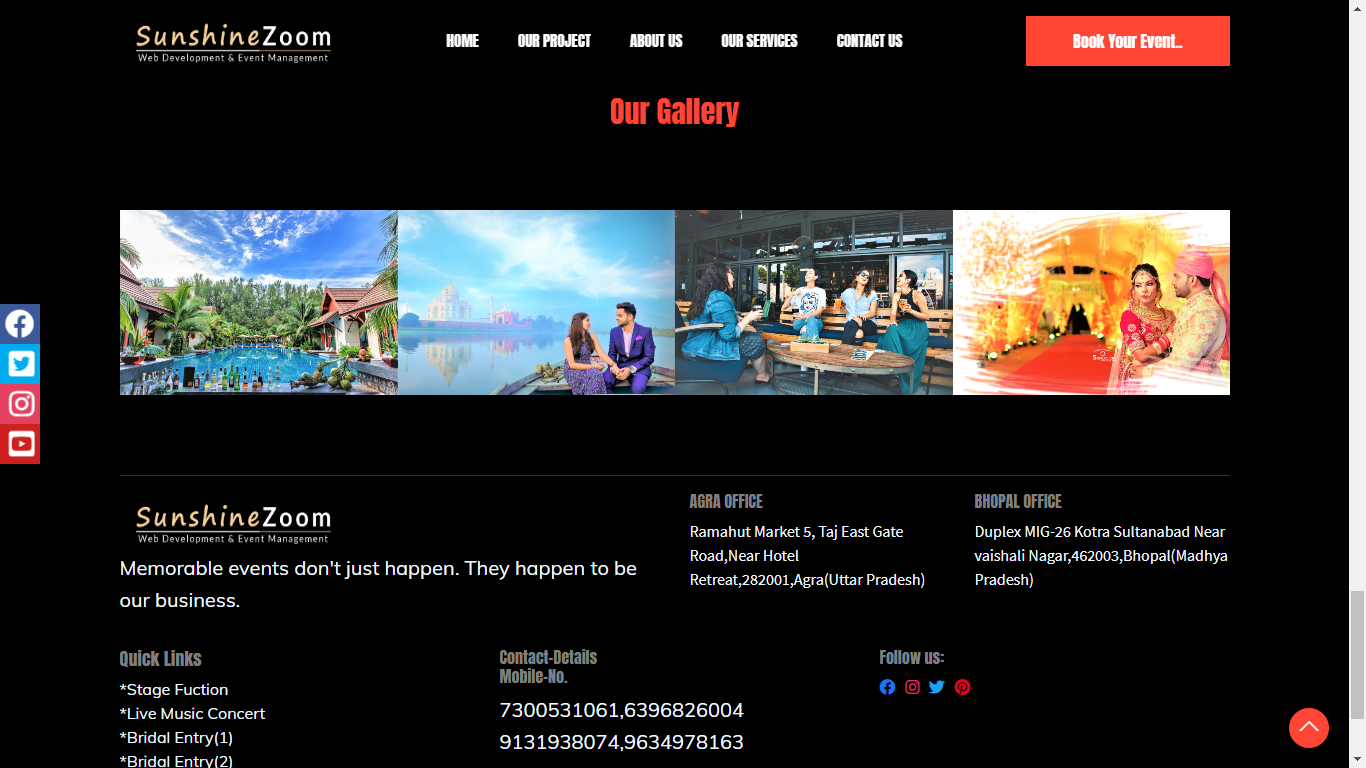 SunshineZoom
Web Development & Event Management
HOME
OUR PROJECT
ABOUT US
OUR SERVICES
CONTACT US
Book Your Event..
Our Gallery
SunshineZoom
Web Development & Event Management
Memorable events don't just happen. They happen to be
our business.
AGRA OFFICE
Ramahut Market 5, Taj East Gate
Road,Near Hotel
Retreat,282001,Agra(Uttar Pradesh)
BHOPAL OFFICE
Duplex MIG-26 Kotra Sultanabad Near
vaishali Nagar,462003,Bhopal(Madhya
Pradesh)
Quick Links
*Stage Fuction
*Live Music Concert
*Bridal Entry(1)
*Bridal Entry(2)
Contact-Details
Mobile-No.
7300531061,6396826004
9131938074,9634978163
Follow us: